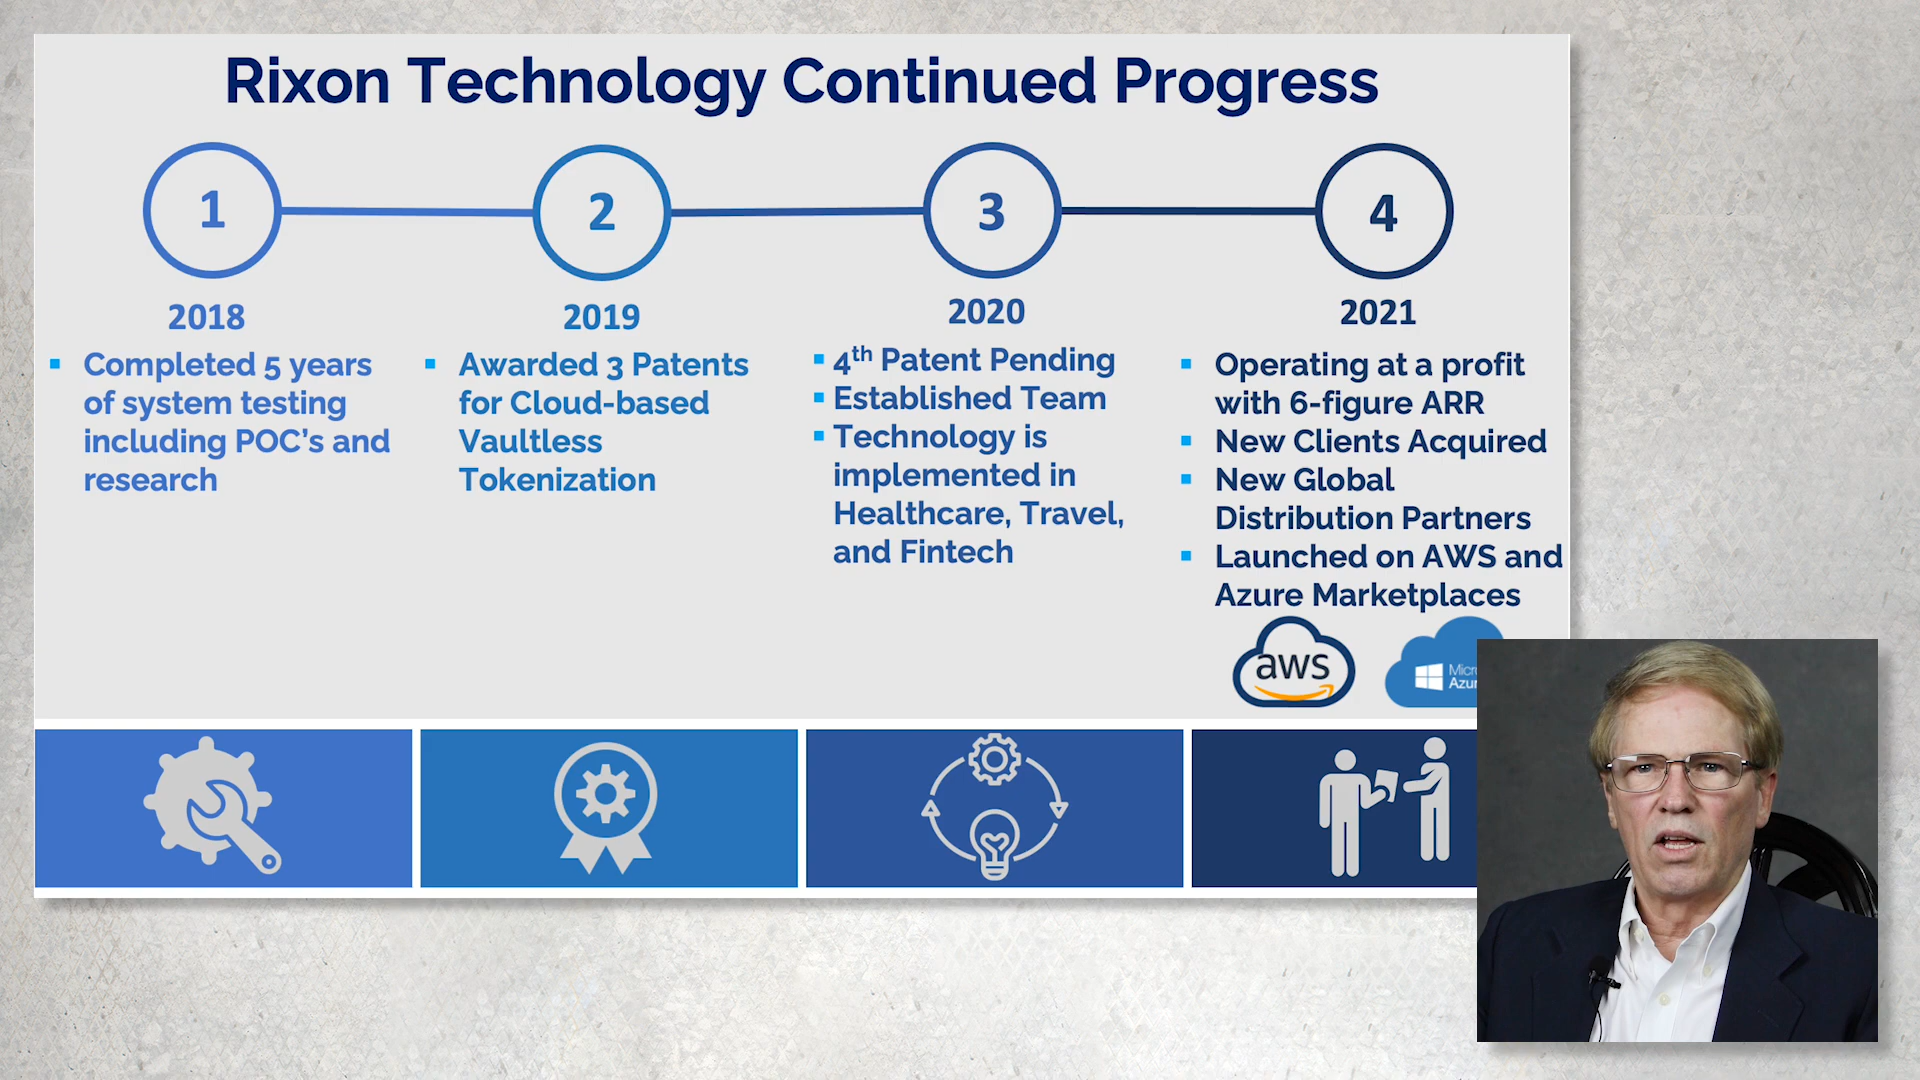 Rixon Technology Continued Progress
1
2
3
4
2018
Completed 5 years
of system testing
including POC's and
research
2019
Awarded 3 Patents
for Cloud-based
Vaultless
Tokenization
2020
4th Patent Pending
Established Team
Technology is
implemented in
Healthcare, Travel,
and Fintech
2021
Operating at a profit
with 6-figure ARR
New Clients Acquired
New Global
Distribution Partners
Launched on AWS and
Azure Marketplaces
aws